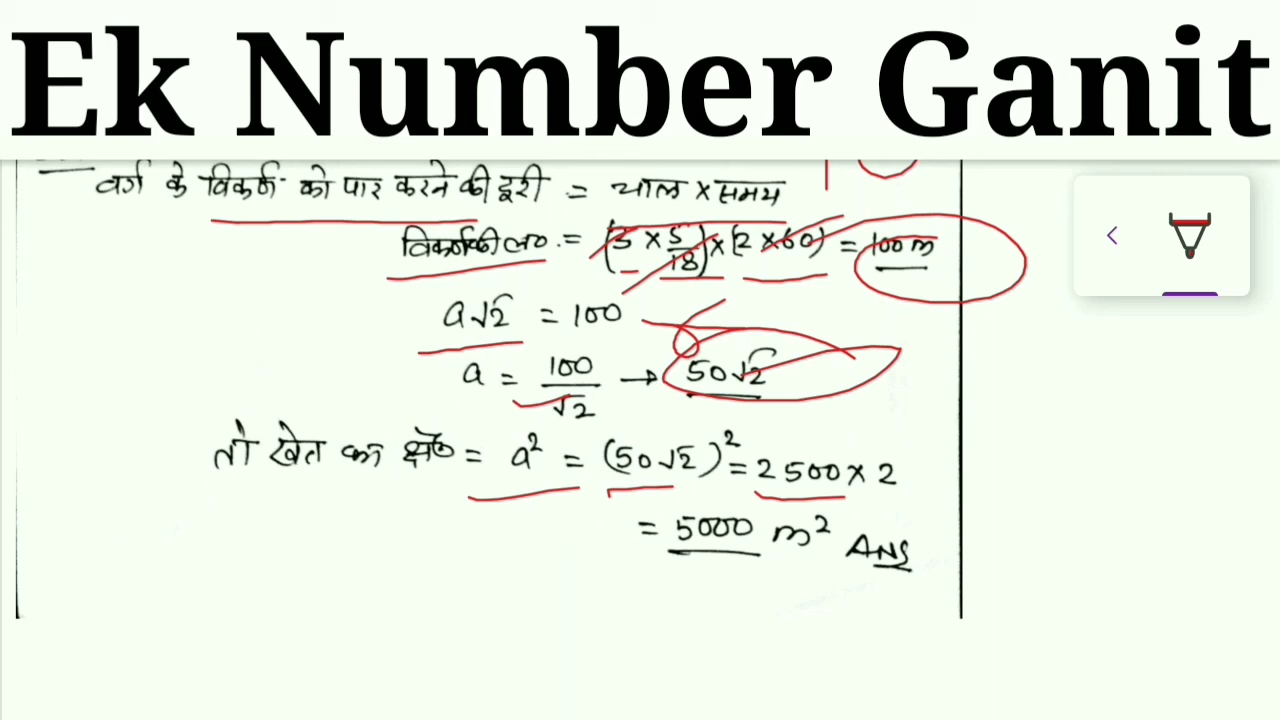 Ek Number Ganit
वर्ग के विकर्ण को पार करने की दूरी = चाल × समय
विकर्ण की ल० = (3 × 5/18) × (2 × 60) = 100 m
a√2 = 100
a = 100/√2 → 50√2
तो खेत का क्षे० = a² = (50√2)² = 2500 × 2
= 5000 m² Ans